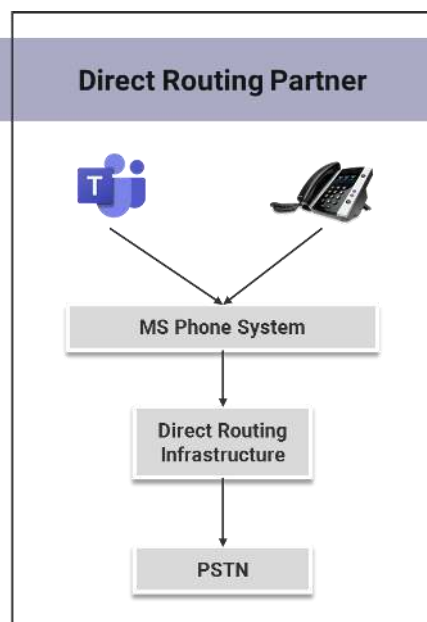 Direct Routing Partner
T
MS Phone System
Direct Routing
Infrastructure
PSTN